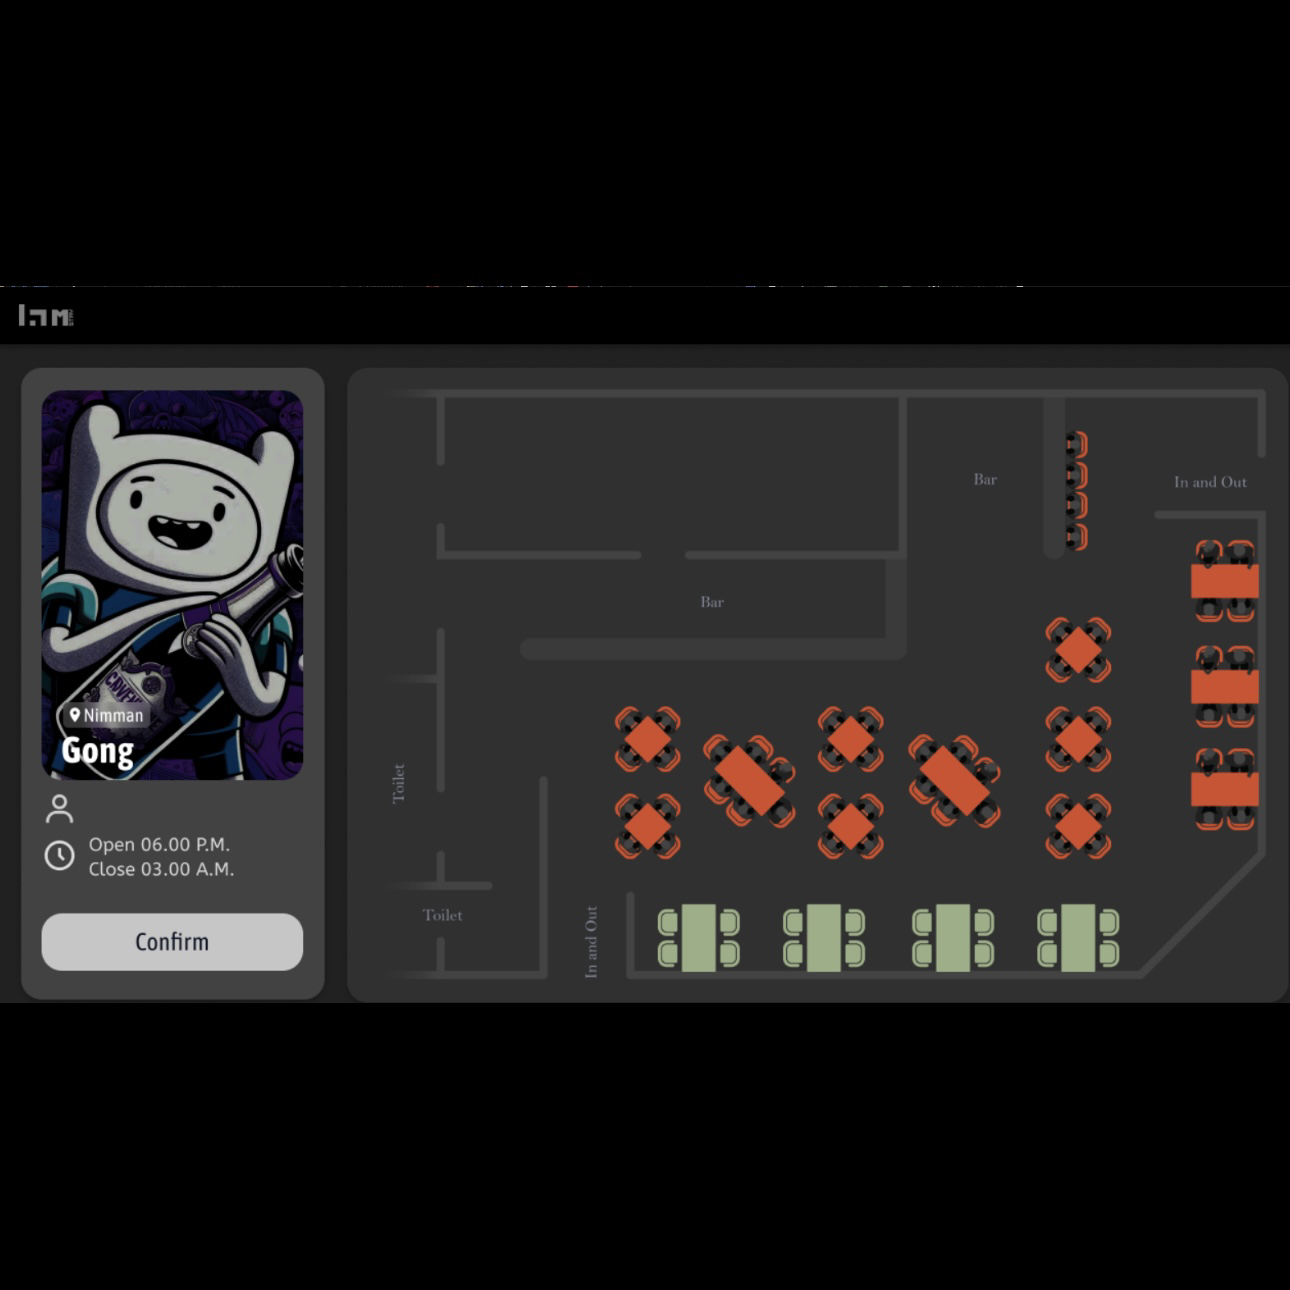 Nimman
Gong
Open 06.00 P.M.
Close 03.00 A.M.
Confirm
Bar
In and Out
Bar
Toilet
Toilet
In and Out